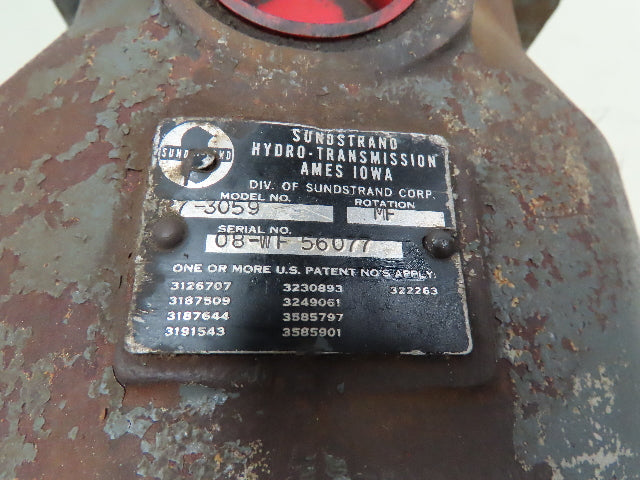 SUNDSTRAND
SUNDSTRAND
HYDRO-TRANSMISSION
AMES IOWA
DIV. OF SUNDSTRAND CORP.
MODEL NO. ROTATION
7-3059 MF
SERIAL NO.
08-WF 56077
ONE OR MORE U.S. PATENT NO'S APPLY:
3126707 3230893 322263
3187509 3249061
3187644 3585797
3191543 3585901